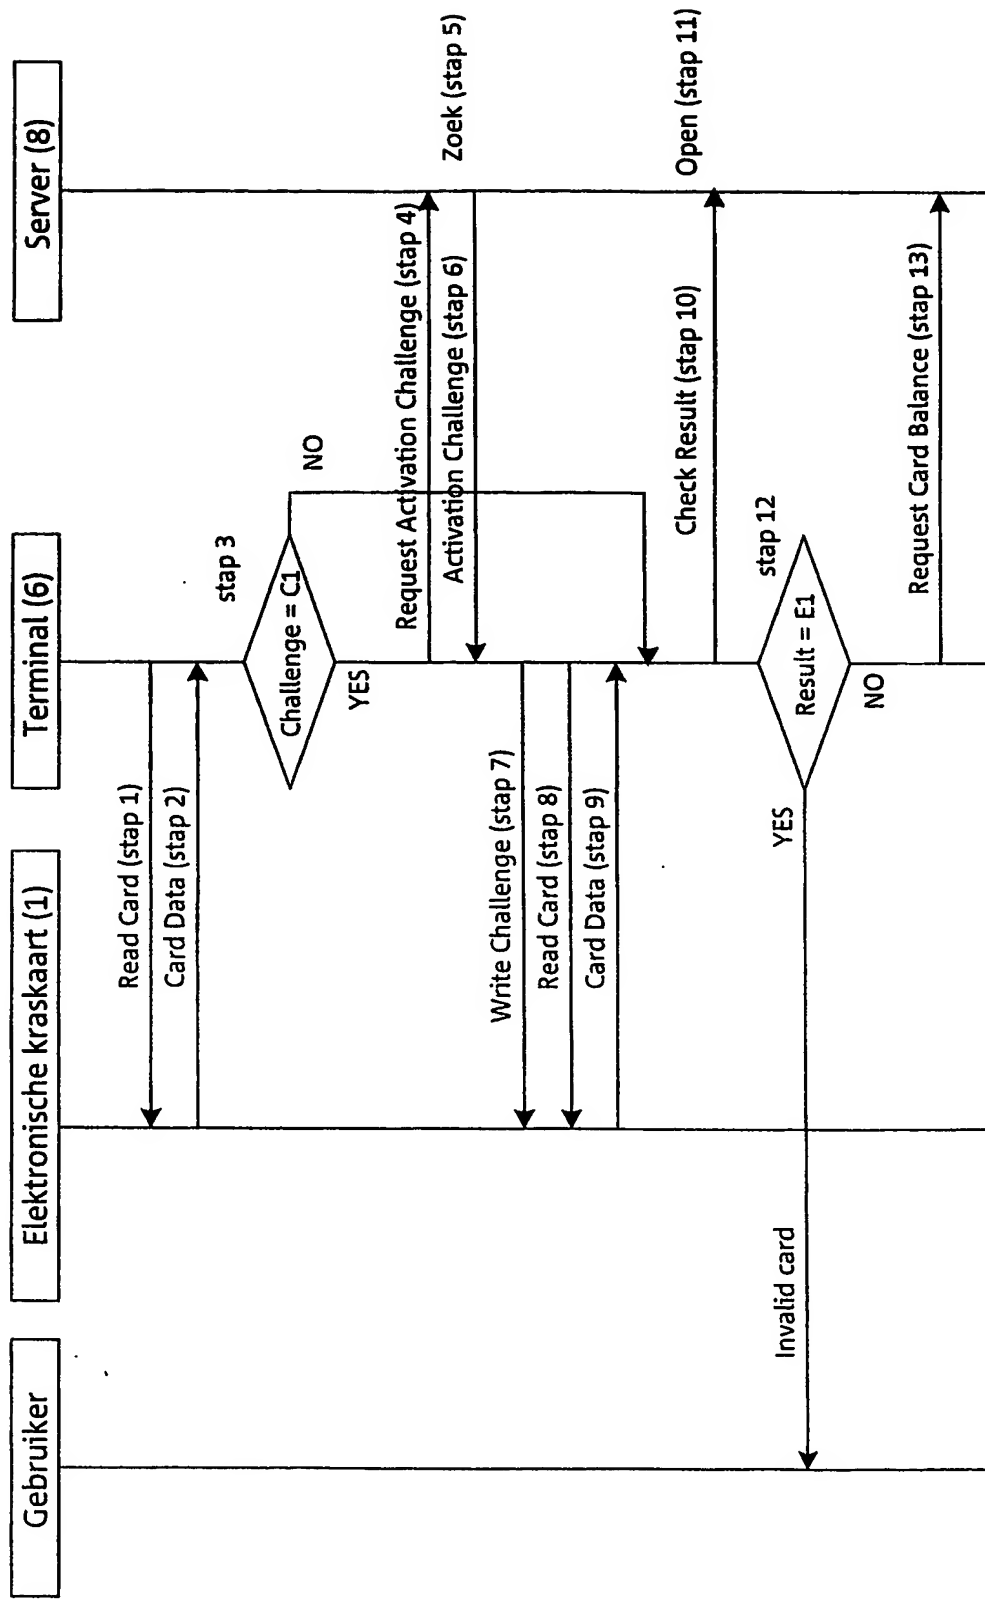 Gebruiker
Elektronische kraskaart (1)
Terminal (6)
Server (8)
Read Card (stap 1)
Card Data (stap 2)
stap 3
Challenge = C1
NO
YES
Request Activation Challenge (stap 4)
Zoek (stap 5)
Activation Challenge (stap 6)
Write Challenge (stap 7)
Read Card (stap 8)
Card Data (stap 9)
Check Result (stap 10)
Open (stap 11)
stap 12
Result = E1
YES
NO
Invalid card
Request Card Balance (stap 13)